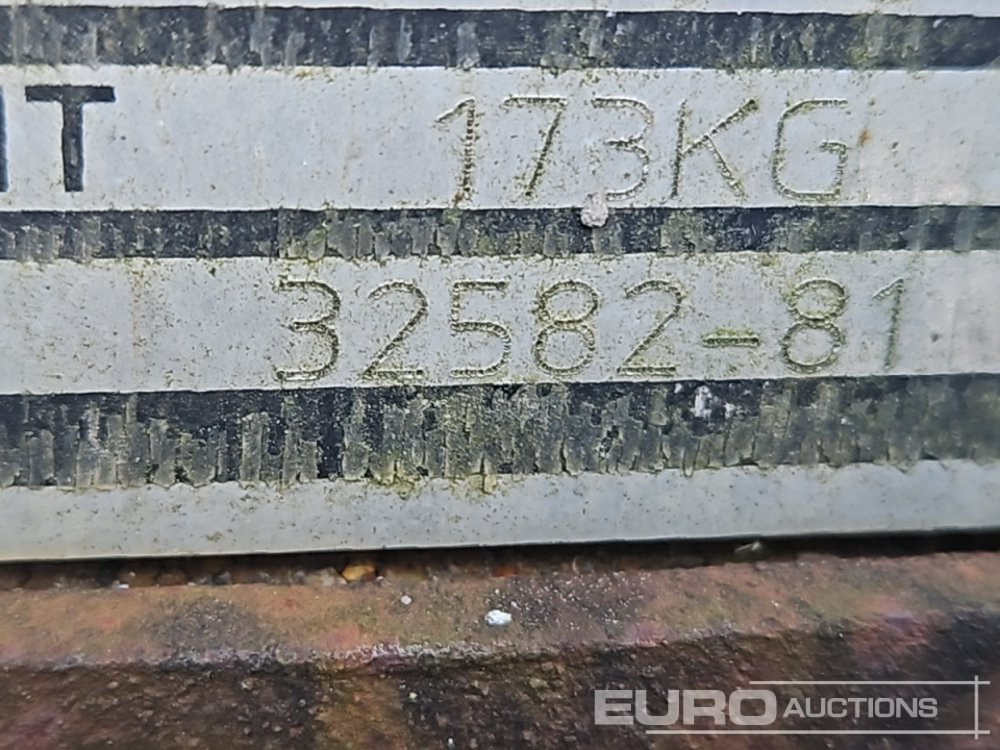 173KG
32582-81
EURO AUCTIONS